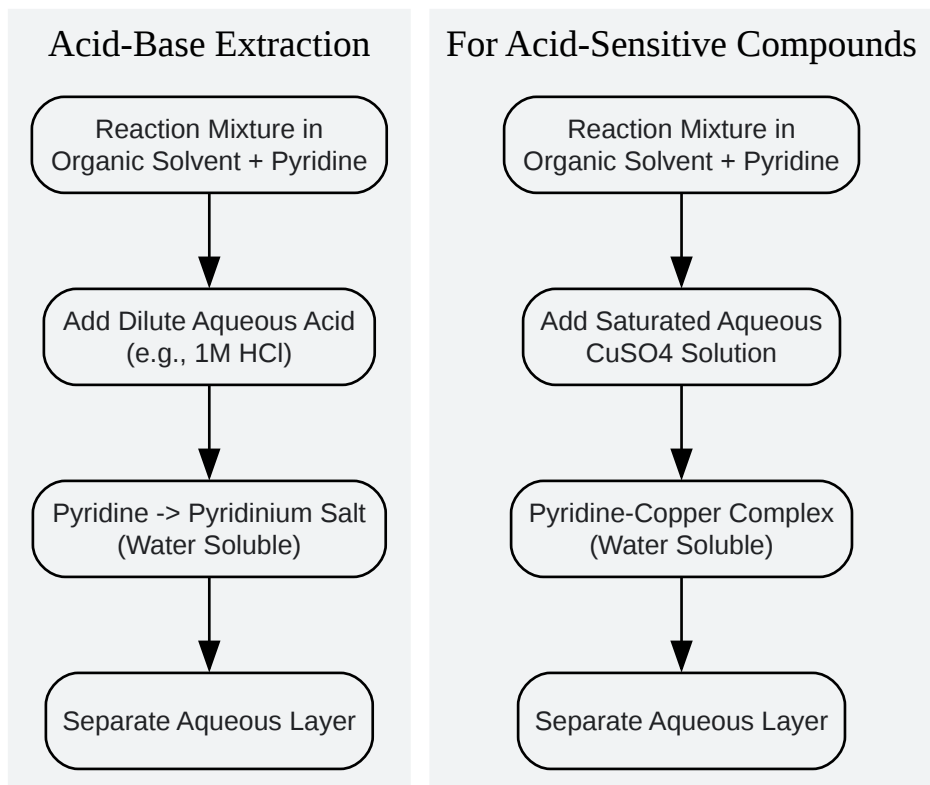 Acid-Base Extraction
Reaction Mixture in
Organic Solvent + Pyridine
Add Dilute Aqueous Acid
(e.g., 1M HCl)
Pyridine -> Pyridinium Salt
(Water Soluble)
Separate Aqueous Layer
For Acid-Sensitive Compounds
Reaction Mixture in
Organic Solvent + Pyridine
Add Saturated Aqueous
CuSO4 Solution
Pyridine-Copper Complex
(Water Soluble)
Separate Aqueous Layer